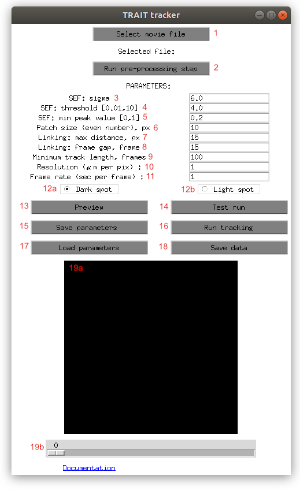 TRAIT tracker
Select movie file 1
Selected file:
Run pre-processing step 2
PARAMETERS:
SEF: sigma 3 6.0
SEF: threshold [0.01,10] 4 4.0
SEF: min peak value [0,1] 5 0.2
Patch size (even number), px 6 10
Linking: max distance, px 7 15
Linking: frame gap, frame 8 15
Minimum track length, frames 9 100
Resolution (μm per pix) : 10 1
Frame rate (sec per frame) : 11 1
12a Dark spot 12b Light spot
13 Preview 14 Test run
15 Save parameters 16 Run tracking
17 Load parameters 18 Save data
19a
0
19b
Documentation